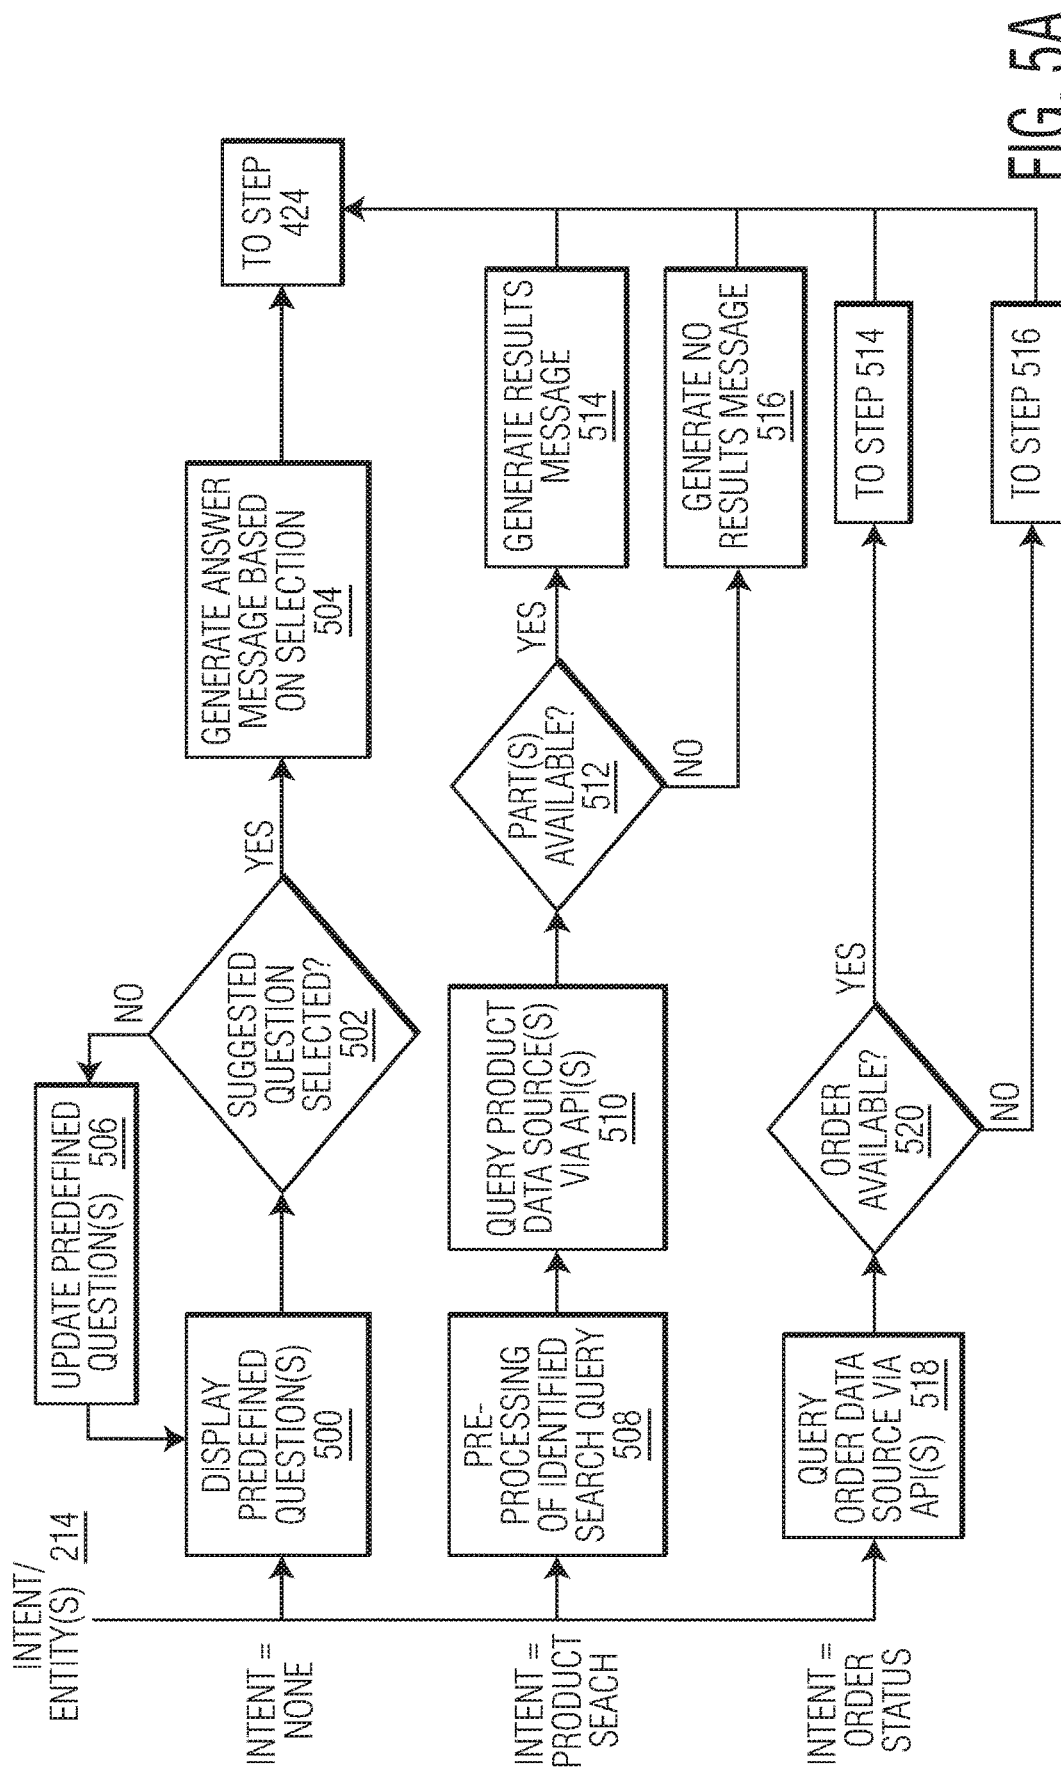 INTENT/
ENTITY(S) 214
INTENT =
NONE
DISPLAY
PREDEFINED
QUESTION(S)
500
UPDATE PREDEFINED
QUESTION(S) 506
NO
SUGGESTED
QUESTION
SELECTED?
502
YES
GENERATE ANSWER
MESSAGE BASED
ON SELECTION
504
TO STEP
424
INTENT =
PRODUCT
SEACH
PRE-
PROCESSING
OF IDENTIFIED
SEARCH QUERY
508
QUERY PRODUCT
DATA SOURCE(S)
VIA API(S)
510
PART(S)
AVAILABLE?
512
YES
NO
GENERATE RESULTS
MESSAGE
514
GENERATE NO
RESULTS MESSAGE
516
INTENT =
ORDER
STATUS
QUERY
ORDER DATA
SOURCE VIA
API(S) 518
ORDER
AVAILABLE?
520
YES
NO
TO STEP 514
TO STEP 516
FIG. 5A